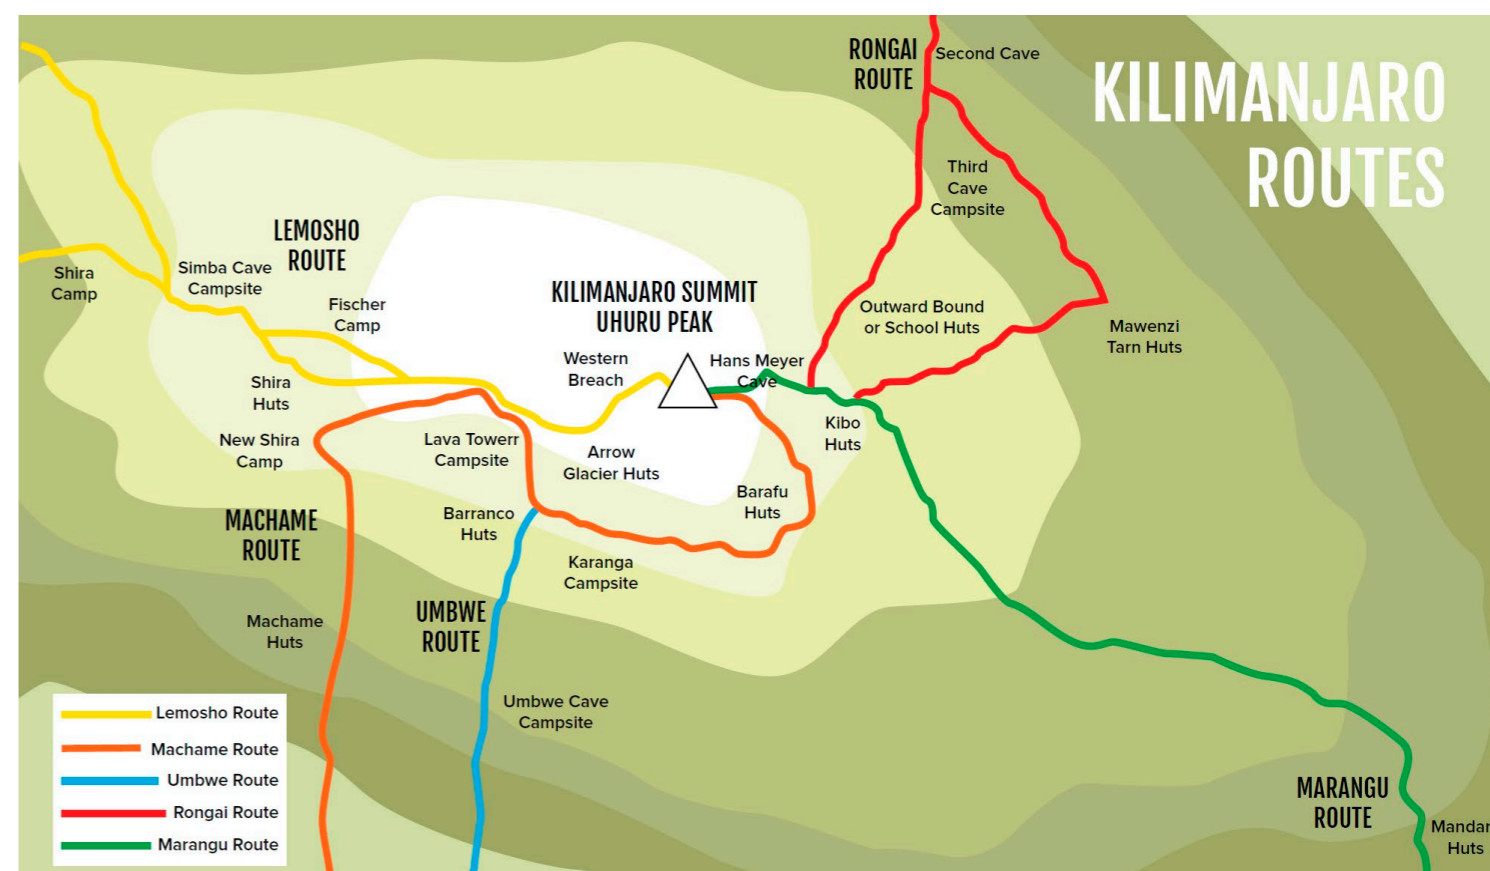 KILIMANJARO
ROUTES
RONGAI
ROUTE
Second Cave
Third
Cave
Campsite
Outward Bound
or School Huts
Mawenzi
Tarn Huts
LEMOSHO
ROUTE
Shira
Camp
Simba Cave
Campsite
Fischer
Camp
KILIMANJARO SUMMIT
UHURU PEAK
Western
Breach
Hans Meyer
Cave
Shira
Huts
New Shira
Camp
Lava Towerr
Campsite
Arrow
Glacier Huts
Kibo
Huts
Barafu
Huts
MACHAME
ROUTE
Barranco
Huts
Karanga
Campsite
Machame
Huts
UMBWE
ROUTE
Umbwe Cave
Campsite
MARANGU
ROUTE
Mandar
Huts
Lemosho Route
Machame Route
Umbwe Route
Rongai Route
Marangu Route